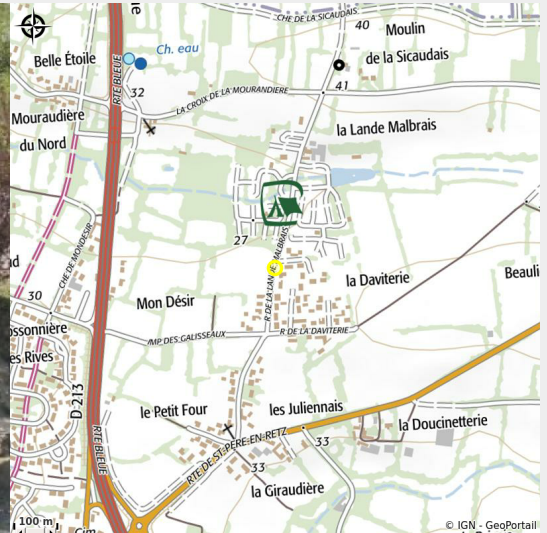 CHE DE LA SICAUDAIS
40
Moulin
de la Sicaudais
Ch. eau
Belle Étoile
RTE BLEUE
32
41
LA CROIX DE LA MOURANDIERE
Mouraudière
du Nord
la Lande Malbrais
CHE DE MONDESIR
27
R DE LA LANDE MALBRAIS
la Daviterie
Beauli
30
Mon Désir
IMP DES GALISSEAUX
R DE LA DAVITERIE
ossonnière
es Rives
D 213
le Petit Four
les Juliennais
la Doucinetterie
RTE BLEUE
RTE DE ST-PÈRE-EN-RETZ
33
33
la Giraudière
100 m
© IGN - GeoPortail